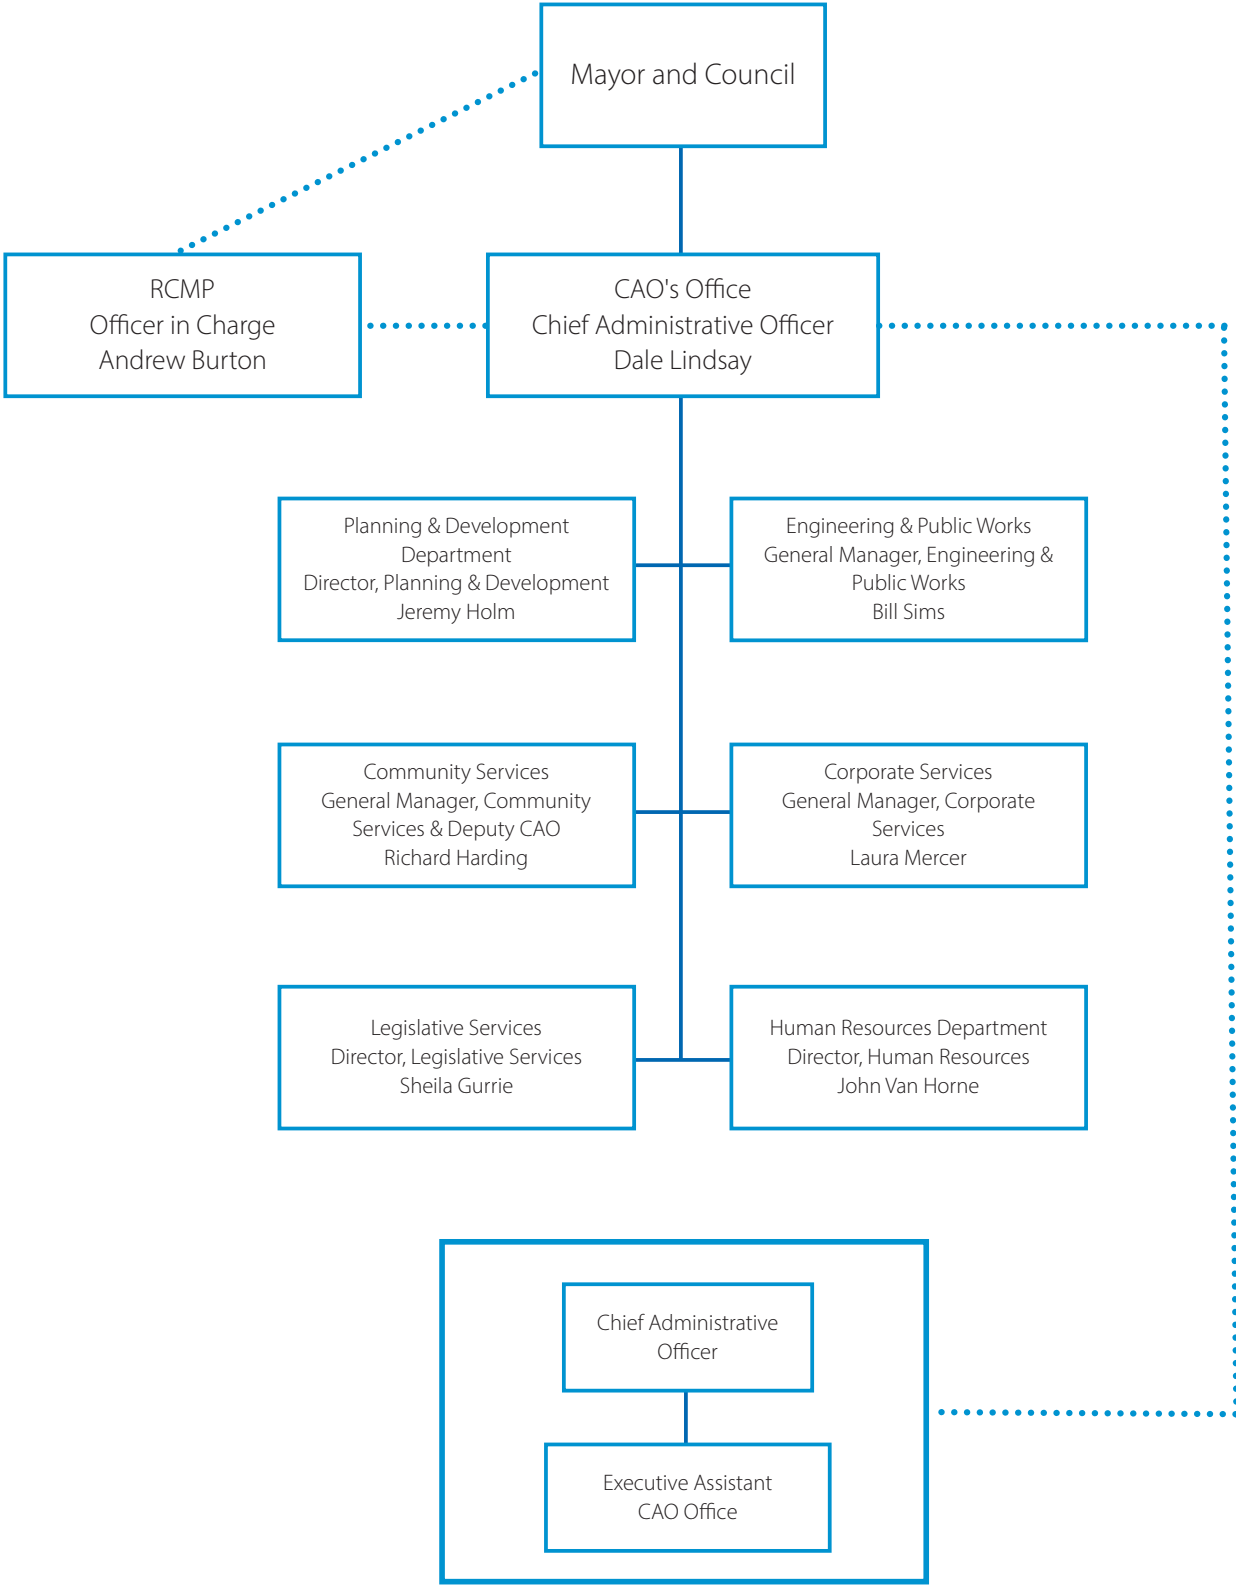 Mayor and Council
RCMP
Officer in Charge
Andrew Burton
CAO's Office
Chief Administrative Officer
Dale Lindsay
Planning & Development
Department
Director, Planning & Development
Jeremy Holm
Engineering & Public Works
General Manager, Engineering &
Public Works
Bill Sims
Community Services
General Manager, Community
Services & Deputy CAO
Richard Harding
Corporate Services
General Manager, Corporate
Services
Laura Mercer
Legislative Services
Director, Legislative Services
Sheila Gurrie
Human Resources Department
Director, Human Resources
John Van Horne
Chief Administrative
Officer
Executive Assistant
CAO Office